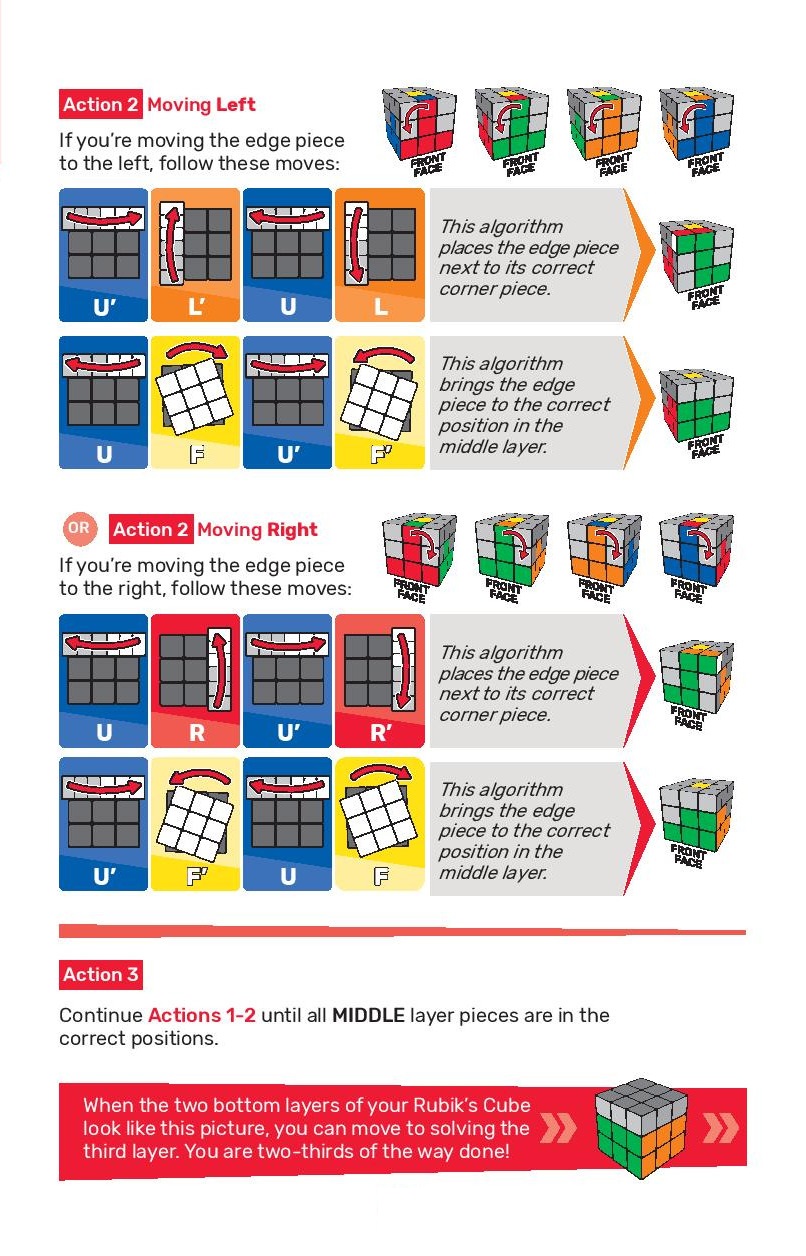 Action 2 Moving Left
If you're moving the edge piece
to the left, follow these moves:
FRONT FACE
FRONT FACE
FRONT FACE
FRONT FACE
U'
L'
U
L
This algorithm
places the edge piece
next to its correct
corner piece.
FRONT FACE
U
F
U'
F'
This algorithm
brings the edge
piece to the correct
position in the
middle layer.
FRONT FACE
OR Action 2 Moving Right
If you're moving the edge piece
to the right, follow these moves:
FRONT FACE
FRONT FACE
FRONT FACE
FRONT FACE
U
R
U'
R'
This algorithm
places the edge piece
next to its correct
corner piece.
FRONT FACE
U'
F'
U
F
This algorithm
brings the edge
piece to the correct
position in the
middle layer.
FRONT FACE
Action 3
Continue Actions 1-2 until all MIDDLE layer pieces are in the
correct positions.
When the two bottom layers of your Rubik's Cube
look like this picture, you can move to solving the
third layer. You are two-thirds of the way done!